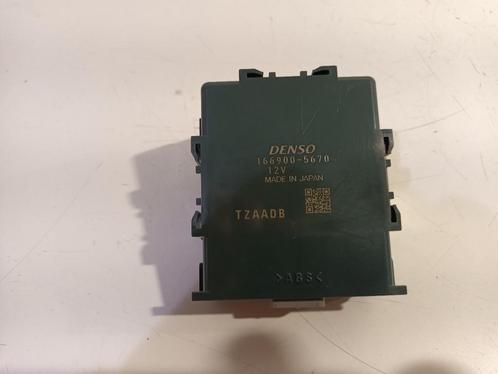 DENSO
166900-5670
12V
MADE IN JAPAN
TZAADB
>ABS<